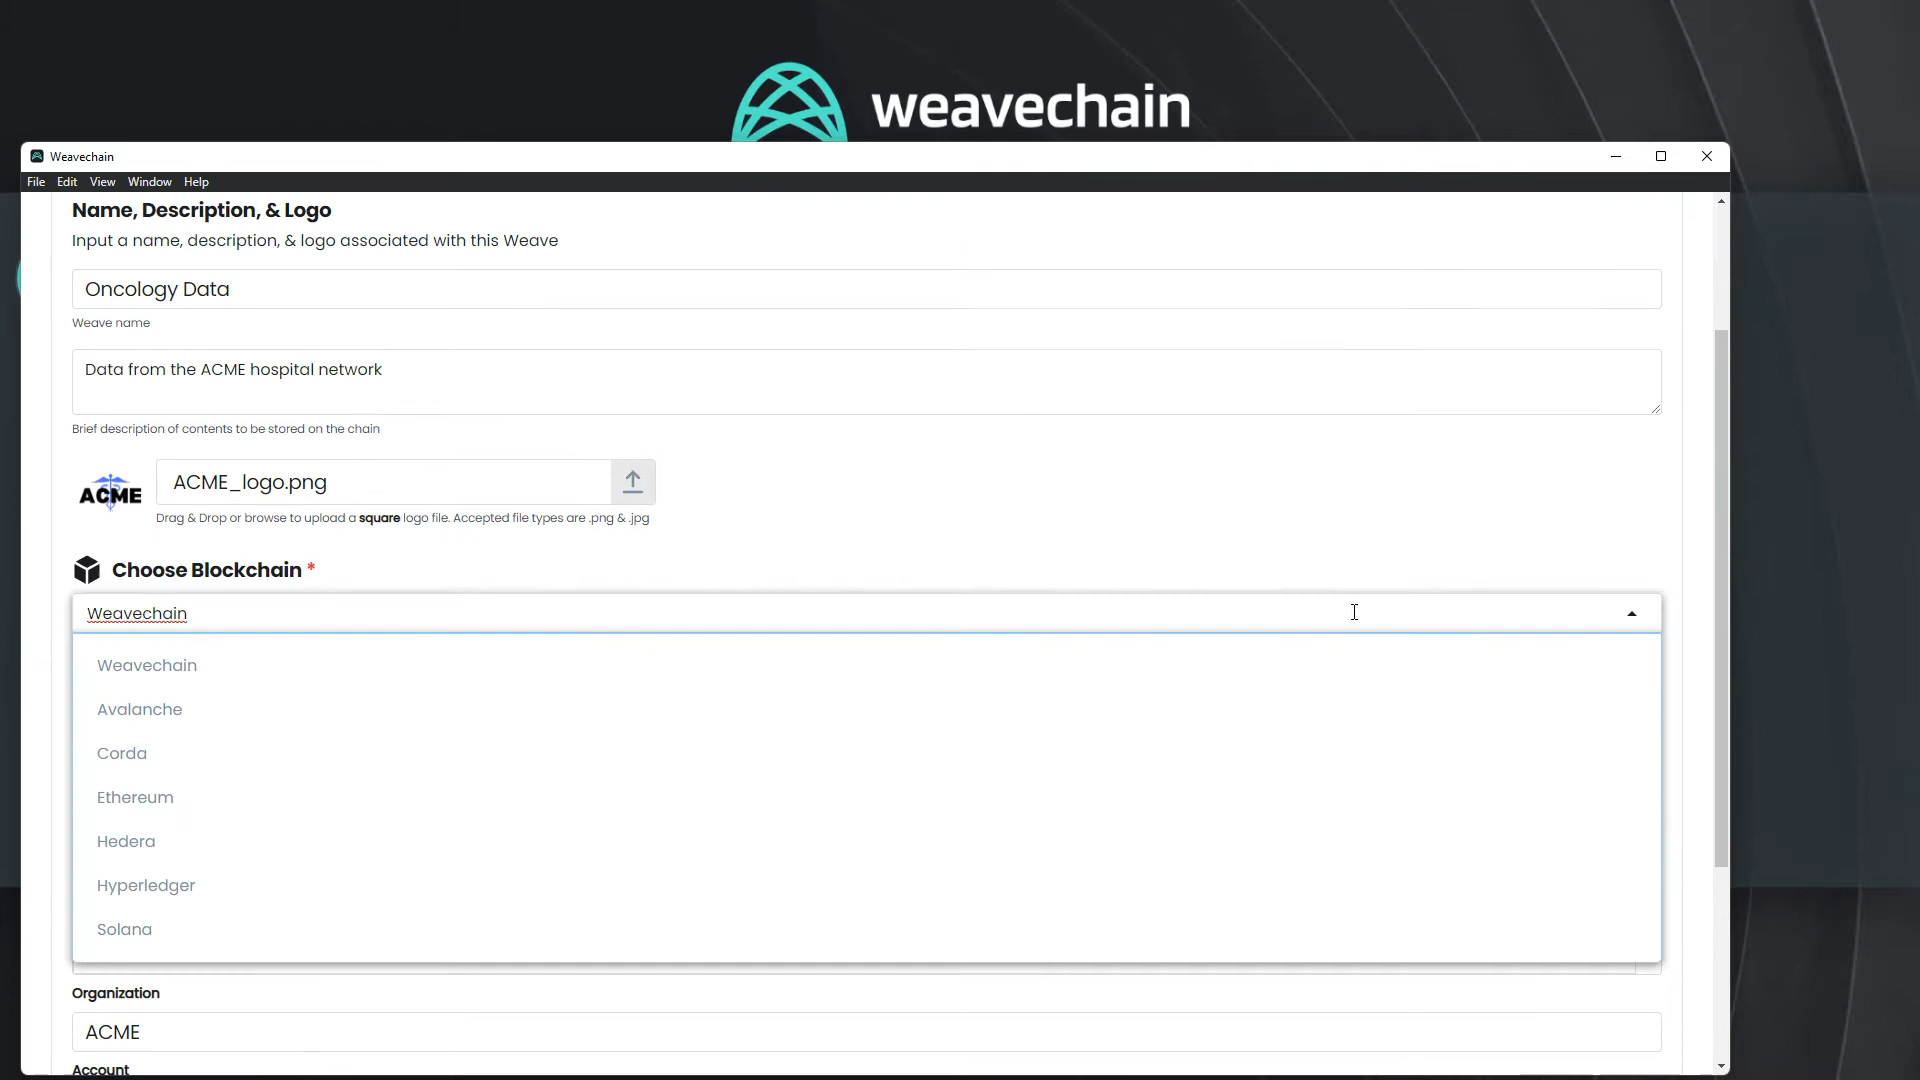 weavechain
Weavechain
File Edit View Window Help
Name, Description, & Logo
Input a name, description, & logo associated with this Weave
Oncology Data
Weave name
Data from the ACME hospital network
Brief description of contents to be stored on the chain
ACME
ACME_logo.png
Drag & Drop or browse to upload a square logo file. Accepted file types are .png & .jpg
Choose Blockchain *
Weavechain
Weavechain
Avalanche
Corda
Ethereum
Hedera
Hyperledger
Solana
Organization
ACME
Account